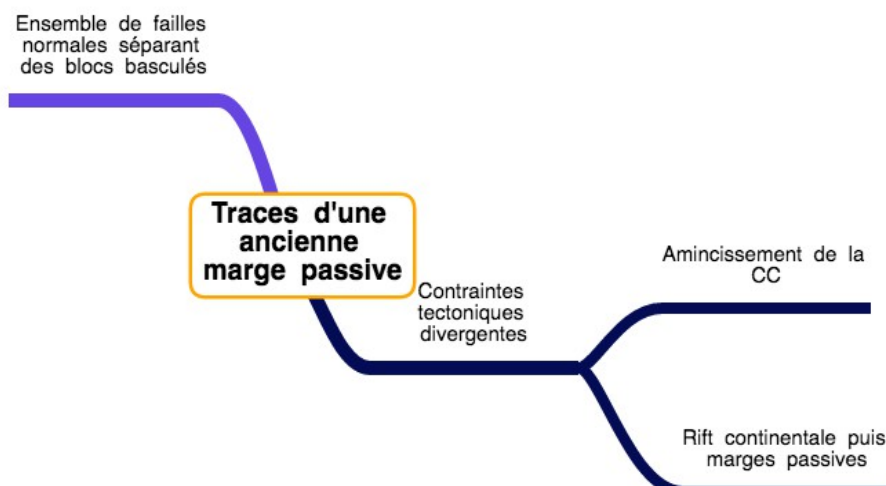 Ensemble de failles
normales séparant
des blocs basculés
Traces d'une
ancienne
marge passive
Contraintes
tectoniques
divergentes
Amincissement de la
CC
Rift continentale puis
marges passives